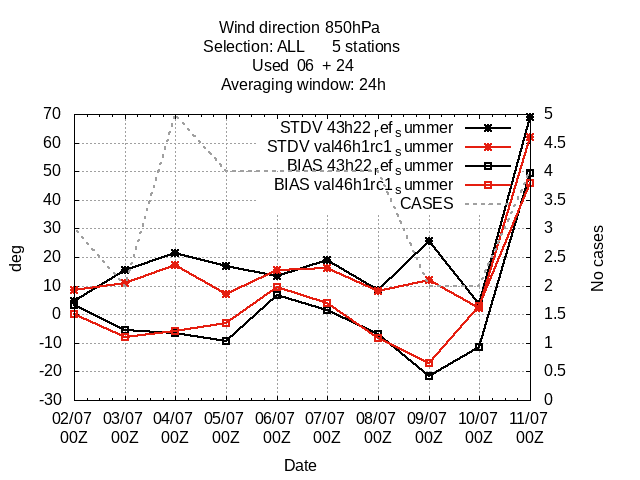 Wind direction 850hPa
Selection: ALL 5 stations
Used 06 + 24
Averaging window: 24h
STDV 43h22refsummer
STDV val46h1rc1summer
BIAS 43h22refsummer
BIAS val46h1rc1summer
CASES
70
60
50
40
30
20
10
0
-10
-20
-30
deg
5
4.5
4
3.5
3
2.5
2
1.5
1
0.5
0
No cases
02/07 03/07 04/07 05/07 06/07 07/07 08/07 09/07 10/07 11/07
00Z 00Z 00Z 00Z 00Z 00Z 00Z 00Z 00Z 00Z
Date